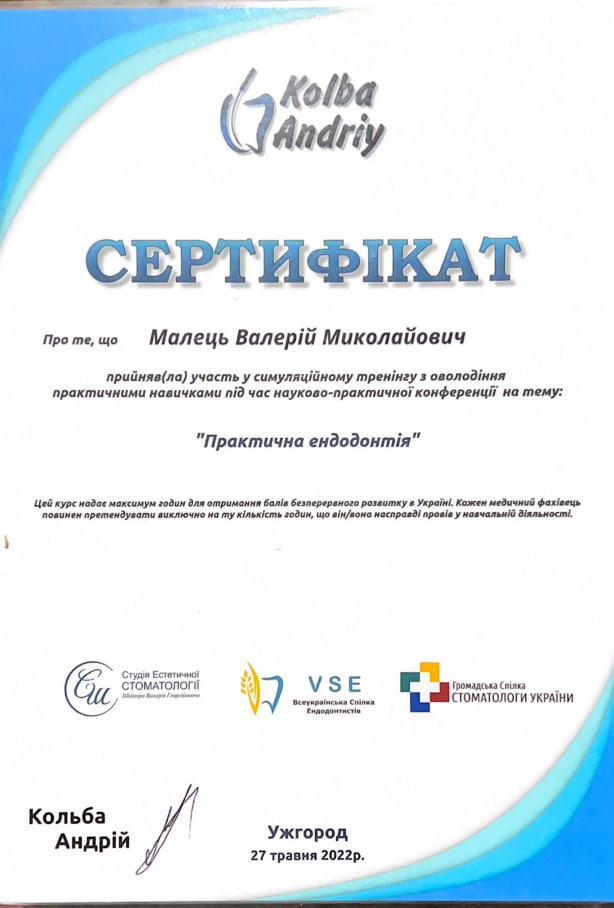 Kolba
Andriy
СЕРТИФІКАТ
Про те, що Малець Валерій Миколайович
прийняв(ла) участь у симуляційному тренінгу з оволодіння
практичними навичками під час науково-практичної конференції на тему:
"Практична ендодонтія"
Цей курс надає максимум годин для отримання балів безперервного розвитку в Україні. Кожен медичний фахівець
повинен претендувати виключно на ту кількість годин, що він/вона насправді провів у навчальній діяльності.
Студія Естетичної
СТОМАТОЛОГІЇ
Валерія
VSE
Всеукраїнська Спілка
Ендодонтистів
Громадська Спілка
СТОМАТОЛОГИ УКРАЇНИ
Кольба
Андрій
Ужгород
27 травня 2022р.